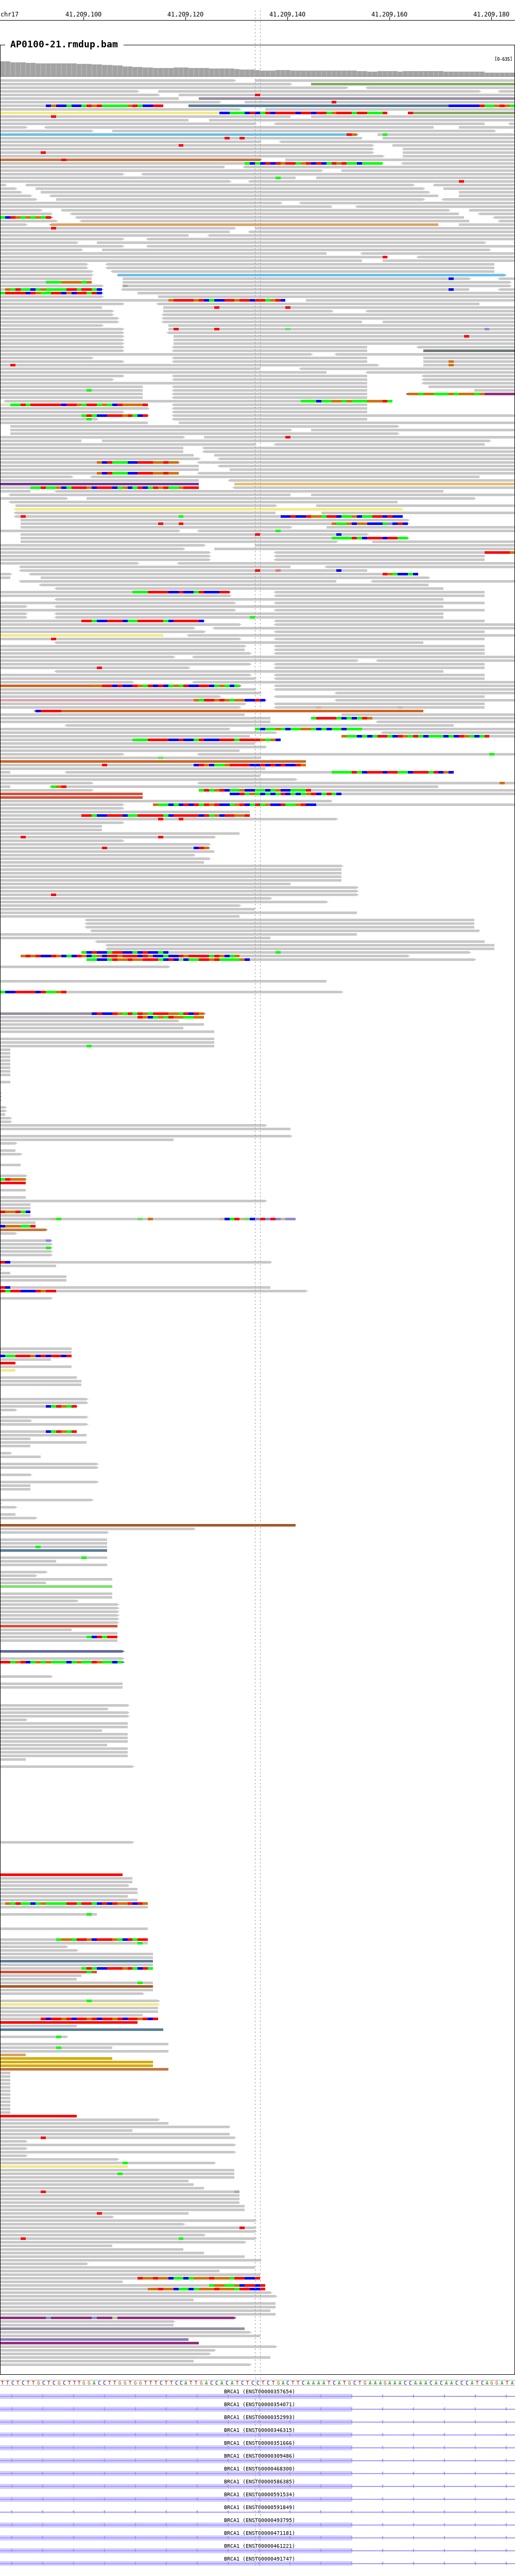 chr17 41,209,100 41,209,120 41,209,140 41,209,160 41,209,180
AP0100-21.rmdup.bam
[0-635]
TTCTCTTGCTCGCTTTGGACCTTGGTGGTTTCTTCCATTGACCACATCTCCTCTGACTTCAAAATCATGCTGAAAGAAACCAAACACAACCCATCAGGATA
BRCA1 (ENST00000357654)
BRCA1 (ENST00000354071)
BRCA1 (ENST00000352993)
BRCA1 (ENST00000346315)
BRCA1 (ENST00000351666)
BRCA1 (ENST00000309486)
BRCA1 (ENST00000468300)
BRCA1 (ENST00000586385)
BRCA1 (ENST00000591534)
BRCA1 (ENST00000591849)
BRCA1 (ENST00000493795)
BRCA1 (ENST00000471181)
BRCA1 (ENST00000461221)
BRCA1 (ENST00000491747)